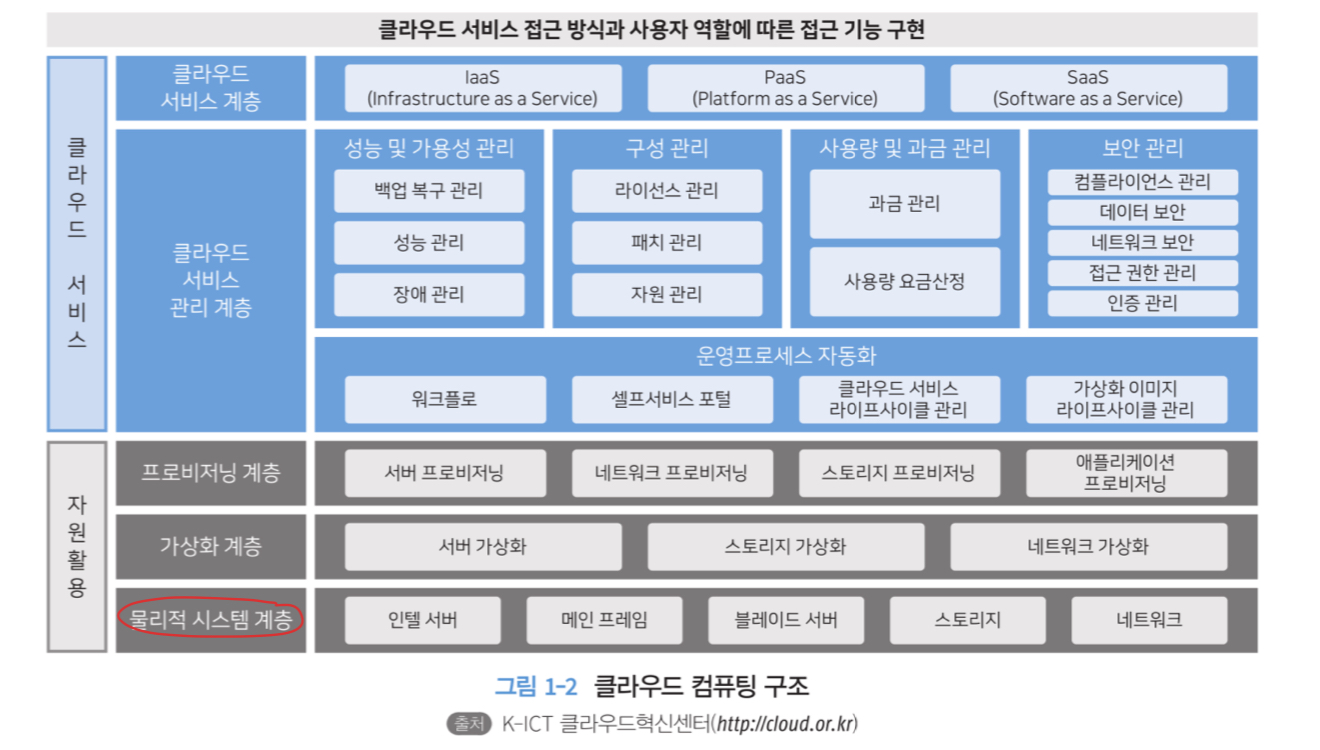 클라우드 서비스 접근 방식과 사용자 역할에 따른 접근 기능 구현
클라우드 서비스
클라우드
서비스 계층
IaaS
(Infrastructure as a Service)
PaaS
(Platform as a Service)
SaaS
(Software as a Service)
클라우드
서비스
관리 계층
성능 및 가용성 관리
백업 복구 관리
성능 관리
장애 관리
구성 관리
라이선스 관리
패치 관리
자원 관리
사용량 및 과금 관리
과금 관리
사용량 요금산정
보안 관리
컴플라이언스 관리
데이터 보안
네트워크 보안
접근 권한 관리
인증 관리
운영프로세스 자동화
워크플로
셀프서비스 포털
클라우드 서비스
라이프사이클 관리
가상화 이미지
라이프사이클 관리
자원활용
프로비저닝 계층
서버 프로비저닝
네트워크 프로비저닝
스토리지 프로비저닝
애플리케이션
프로비저닝
가상화 계층
서버 가상화
스토리지 가상화
네트워크 가상화
물리적 시스템 계층
인텔 서버
메인 프레임
블레이드 서버
스토리지
네트워크
그림 1-2 클라우드 컴퓨팅 구조
출처 K-ICT 클라우드혁신센터(http://cloud.or.kr)